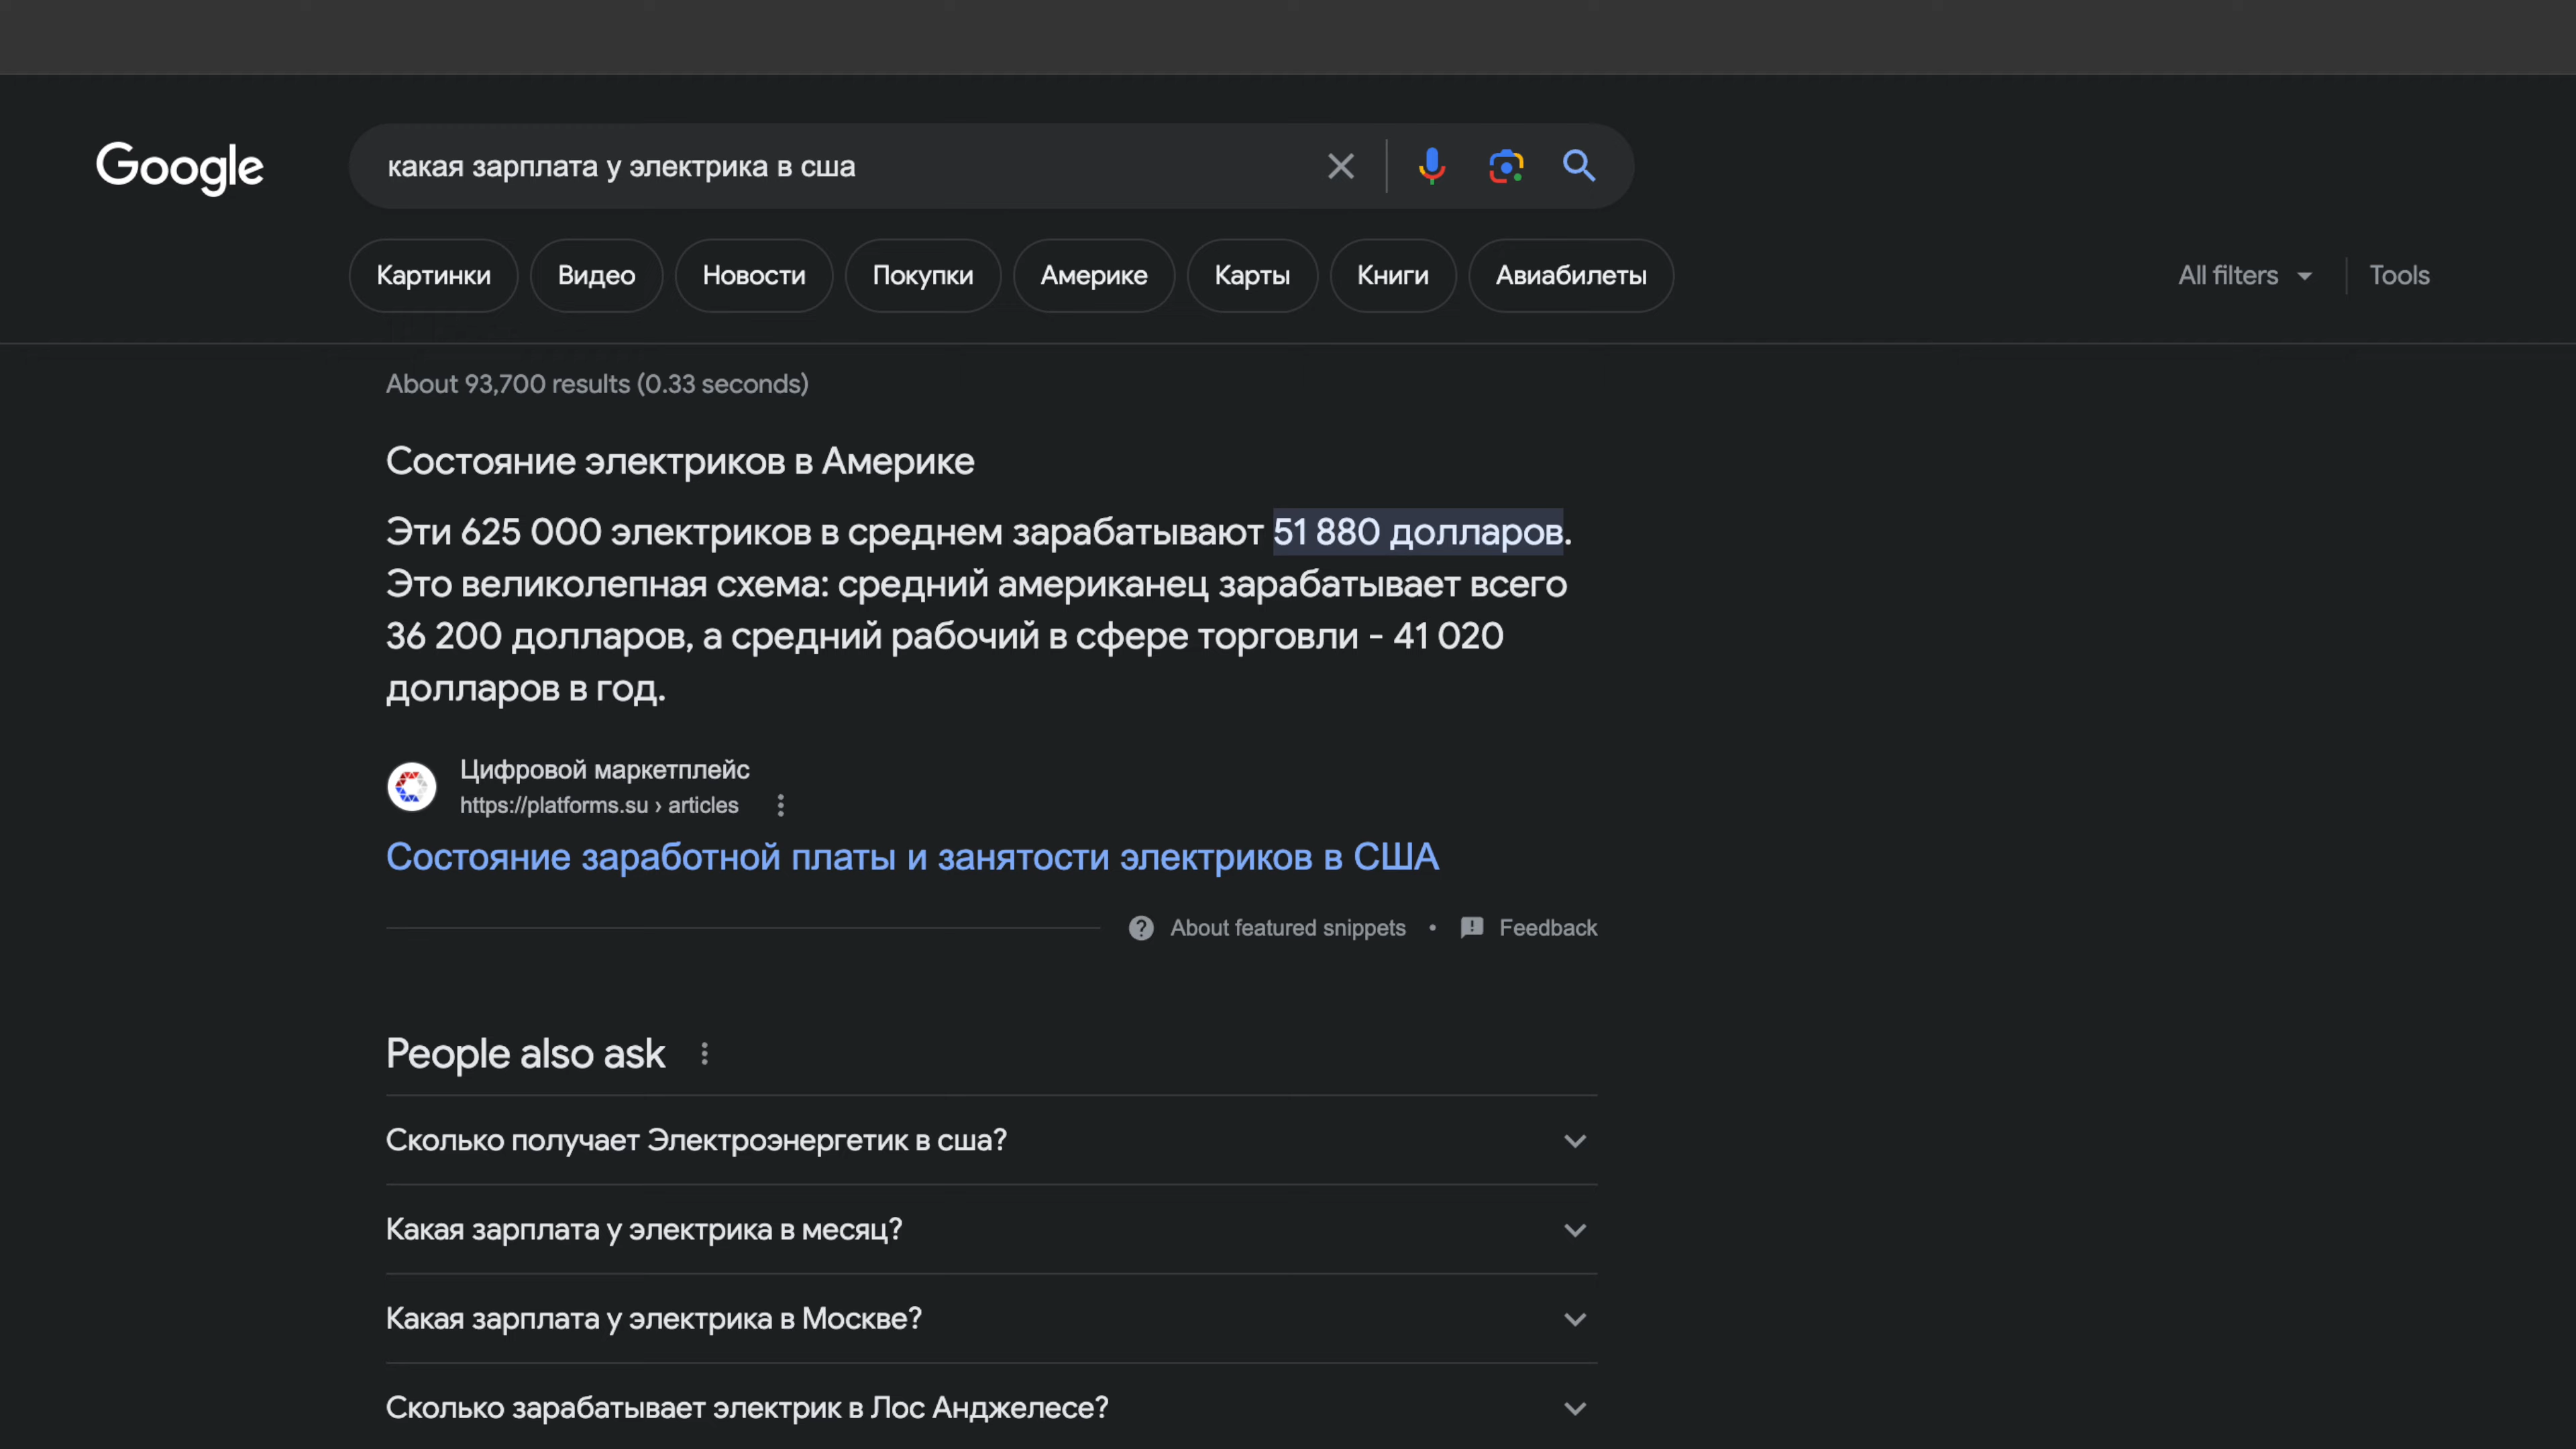 Google
какая зарплата у электрика в сша
Картинки
Видео
Новости
Покупки
Америке
Карты
Книги
Авиабилеты
All filters
Tools
About 93,700 results (0.33 seconds)
Состояние электриков в Америке
Эти 625 000 электриков в среднем зарабатывают 51 880 долларов.
Это великолепная схема: средний американец зарабатывает всего
36 200 долларов, а средний рабочий в сфере торговли - 41 020
долларов в год.
Цифровой маркетплейс
https://platforms.su › articles
Состояние заработной платы и занятости электриков в США
About featured snippets • Feedback
People also ask
Сколько получает Электроэнергетик в сша?
Какая зарплата у электрика в месяц?
Какая зарплата у электрика в Москве?
Сколько зарабатывает электрик в Лос Анджелесе?